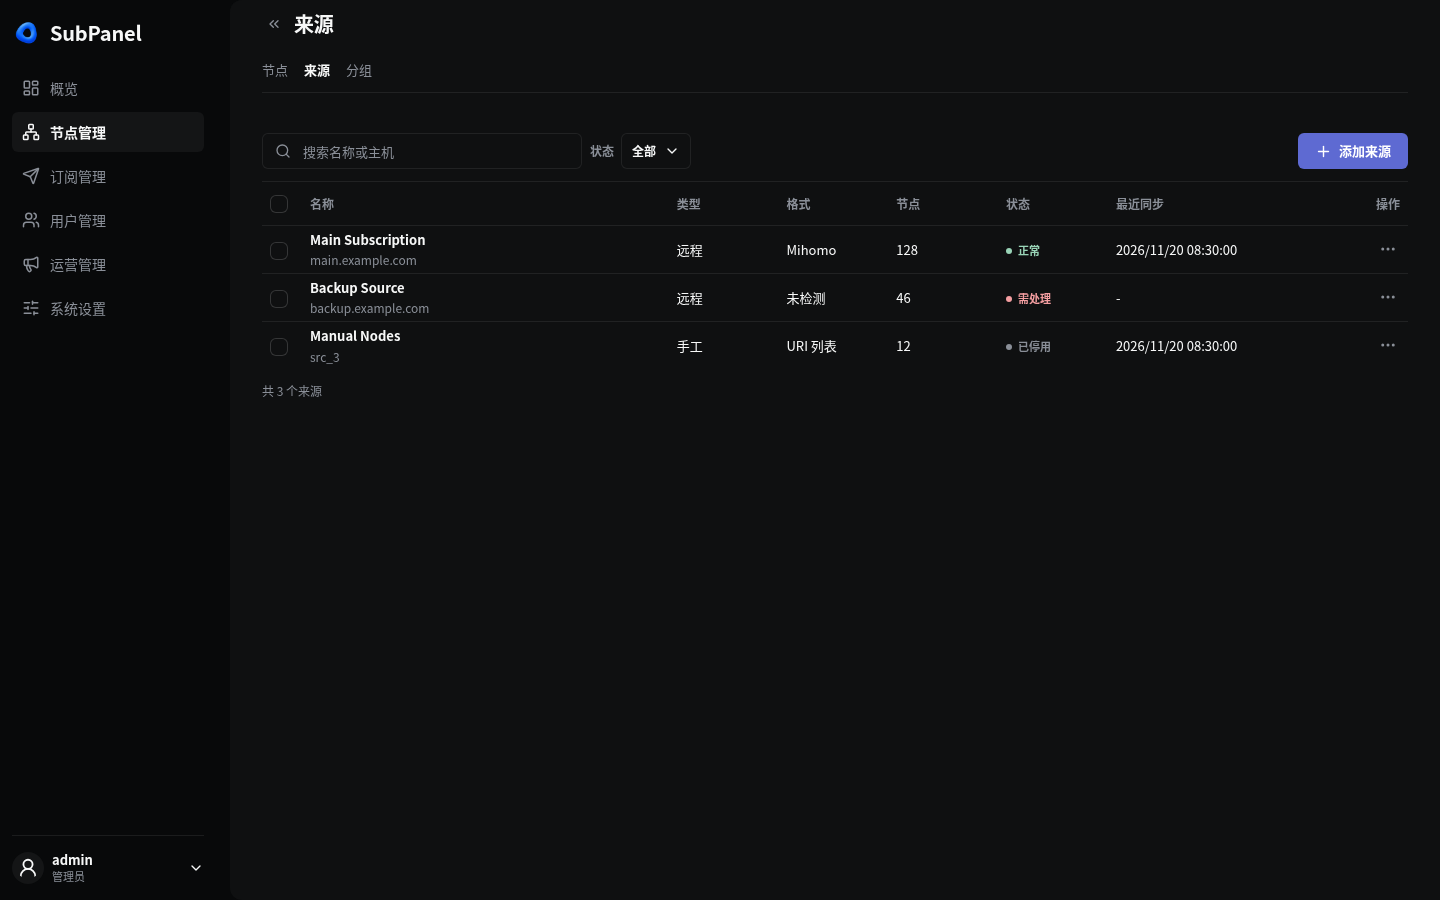 SubPanel
概览
节点管理
订阅管理
用户管理
运营管理
系统设置
admin
管理员
来源
节点 来源 分组
搜索名称或主机 状态 全部 添加来源
名称 类型 格式 节点 状态 最近同步 操作
Main Subscription
main.example.com
远程 Mihomo 128 正常 2026/11/20 08:30:00
Backup Source
backup.example.com
远程 未检测 46 需处理 -
Manual Nodes
src_3
手工 URI 列表 12 已停用 2026/11/20 08:30:00
共 3 个来源